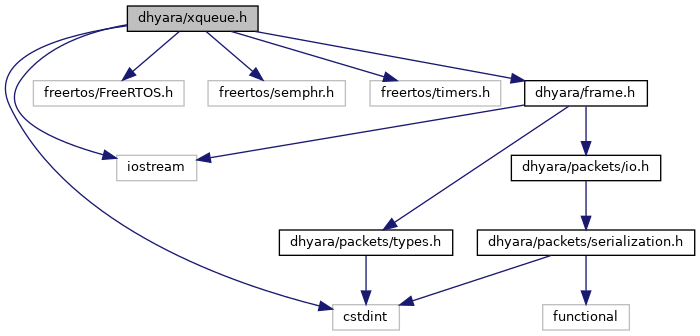 dhyara/xqueue.h
freertos/FreeRTOS.h
freertos/semphr.h
freertos/timers.h
dhyara/frame.h
iostream
dhyara/packets/io.h
dhyara/packets/types.h
dhyara/packets/serialization.h
cstdint
functional